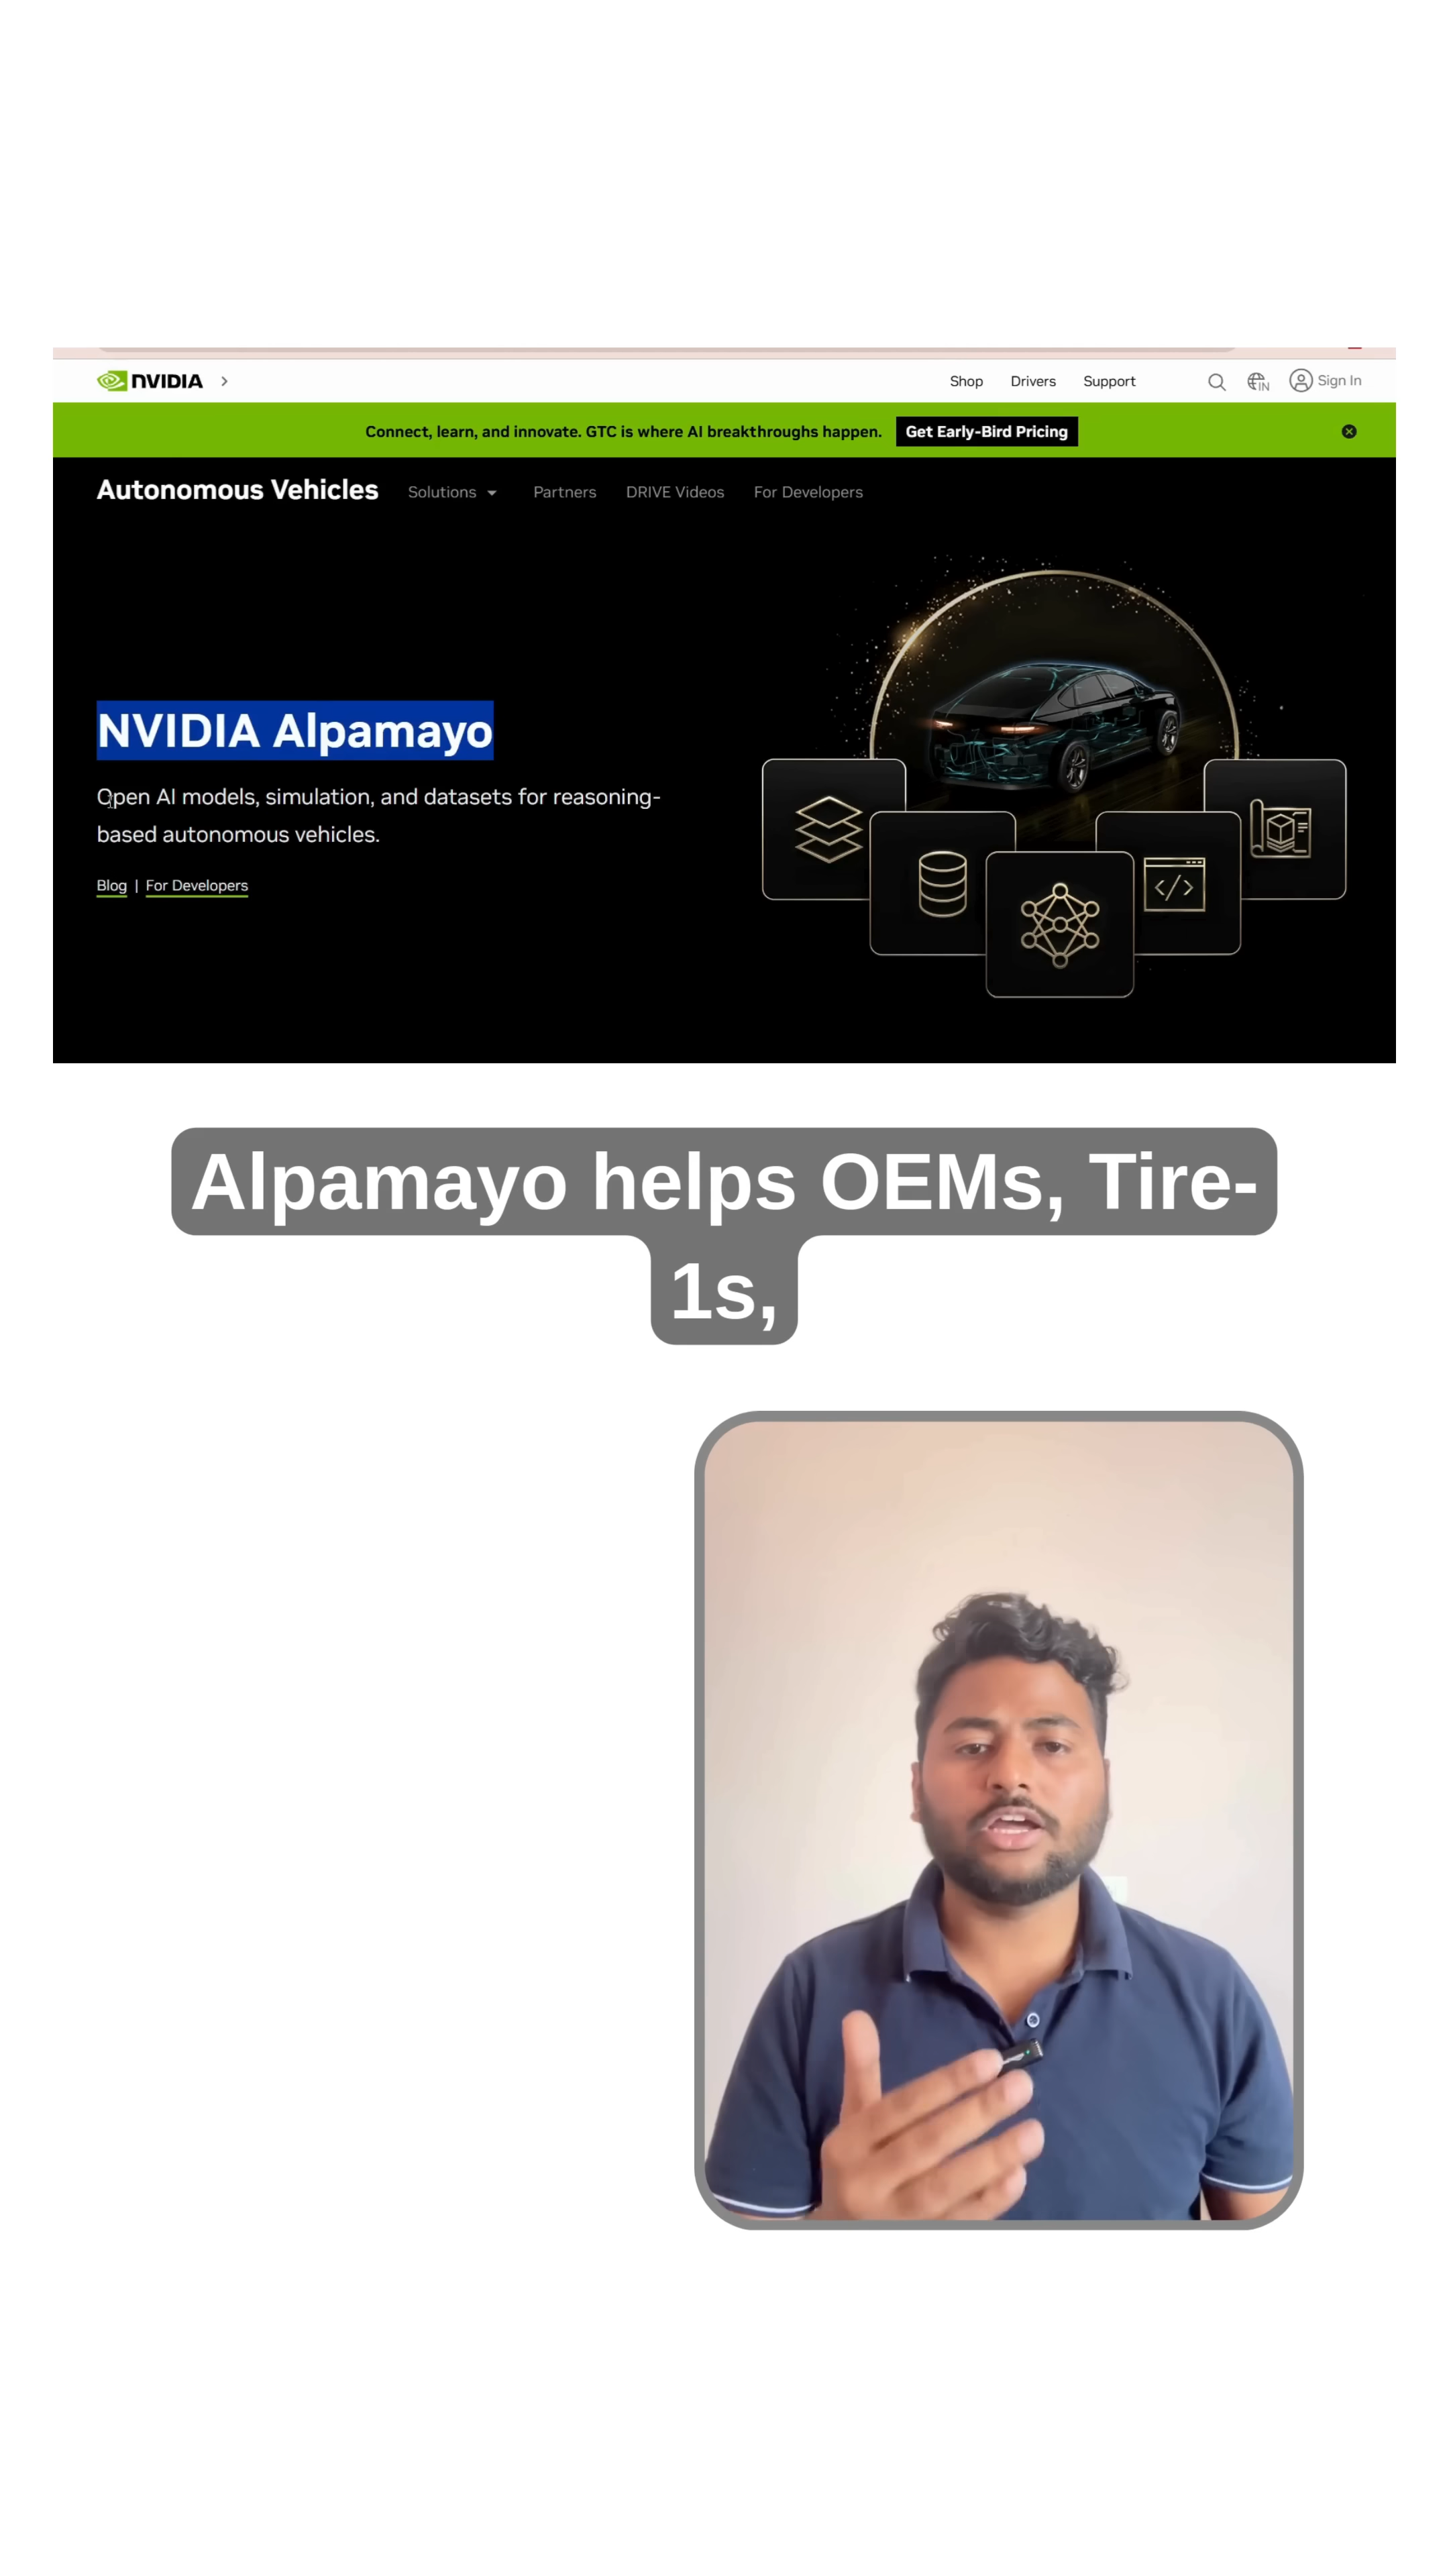 NVIDIA
Shop Drivers Support IN Sign In
Connect, learn, and innovate. GTC is where AI breakthroughs happen. Get Early-Bird Pricing
Autonomous Vehicles Solutions Partners DRIVE Videos For Developers
NVIDIA Alpamayo
Open AI models, simulation, and datasets for reasoning-
based autonomous vehicles.
Blog | For Developers
</>
Alpamayo helps OEMs, Tire-
1s,